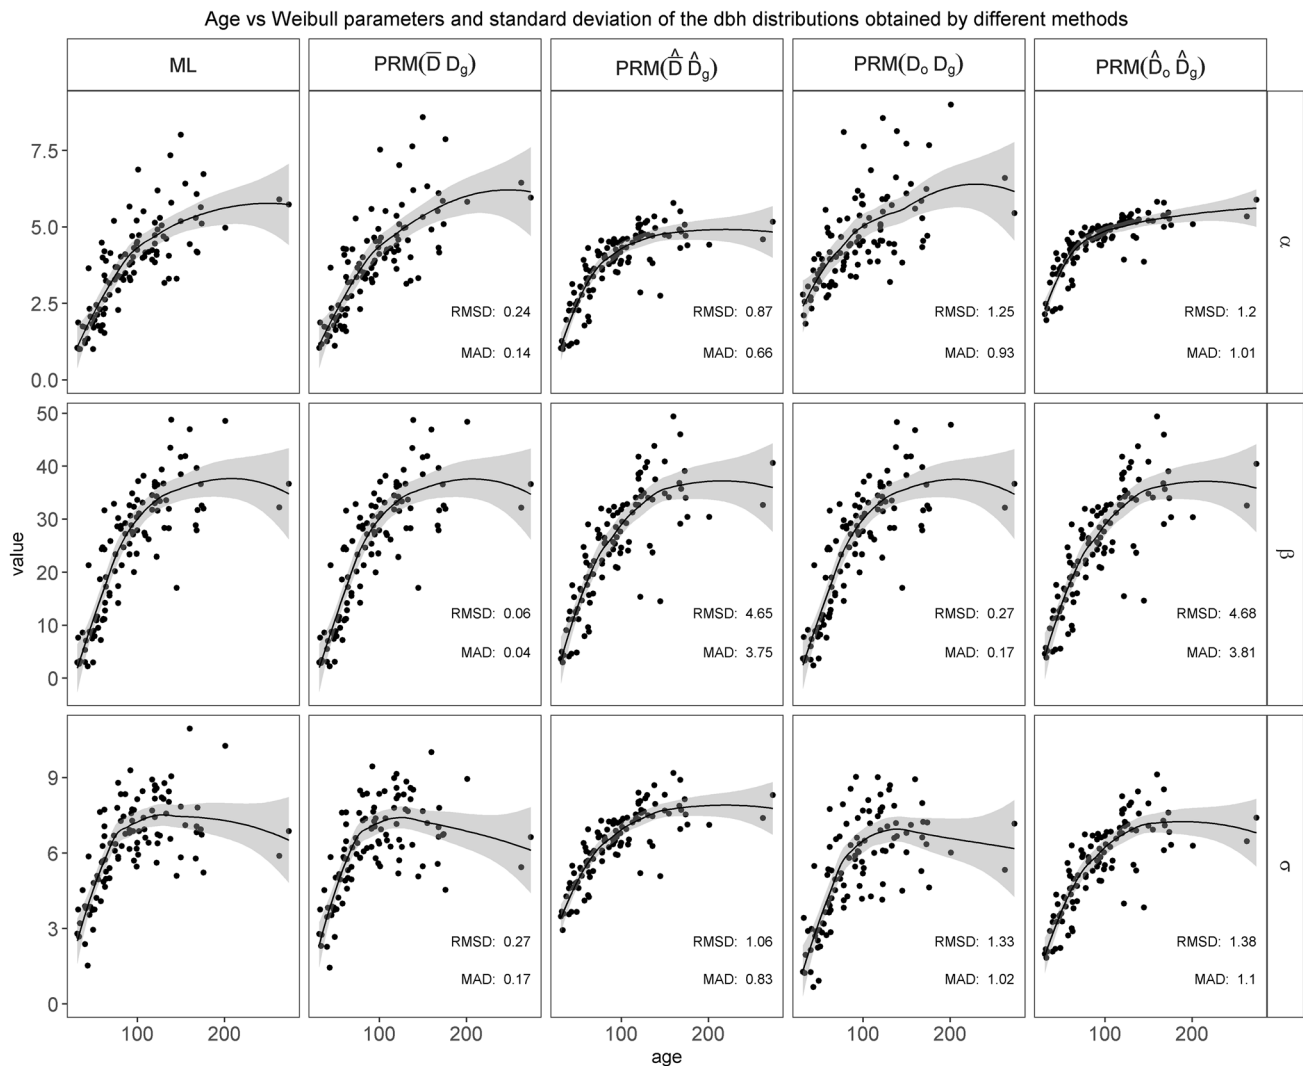 Age vs Weibull parameters and standard deviation of the dbh distributions obtained by different methods
ML
PRM(D̅ D_g)
PRM(D̅̂ D̂_g)
PRM(D_o D_g)
PRM(D̂_o D̂_g)
7.5
5.0
2.5
0.0
RMSD: 0.24
MAD: 0.14
RMSD: 0.87
MAD: 0.66
RMSD: 1.25
MAD: 0.93
RMSD: 1.2
MAD: 1.01
α
50
40
30
20
10
0
RMSD: 0.06
MAD: 0.04
RMSD: 4.65
MAD: 3.75
RMSD: 0.27
MAD: 0.17
RMSD: 4.68
MAD: 3.81
β
value
9
6
3
0
RMSD: 0.27
MAD: 0.17
RMSD: 1.06
MAD: 0.83
RMSD: 1.33
MAD: 1.02
RMSD: 1.38
MAD: 1.1
σ
100 200
100 200
100 200
100 200
100 200
age